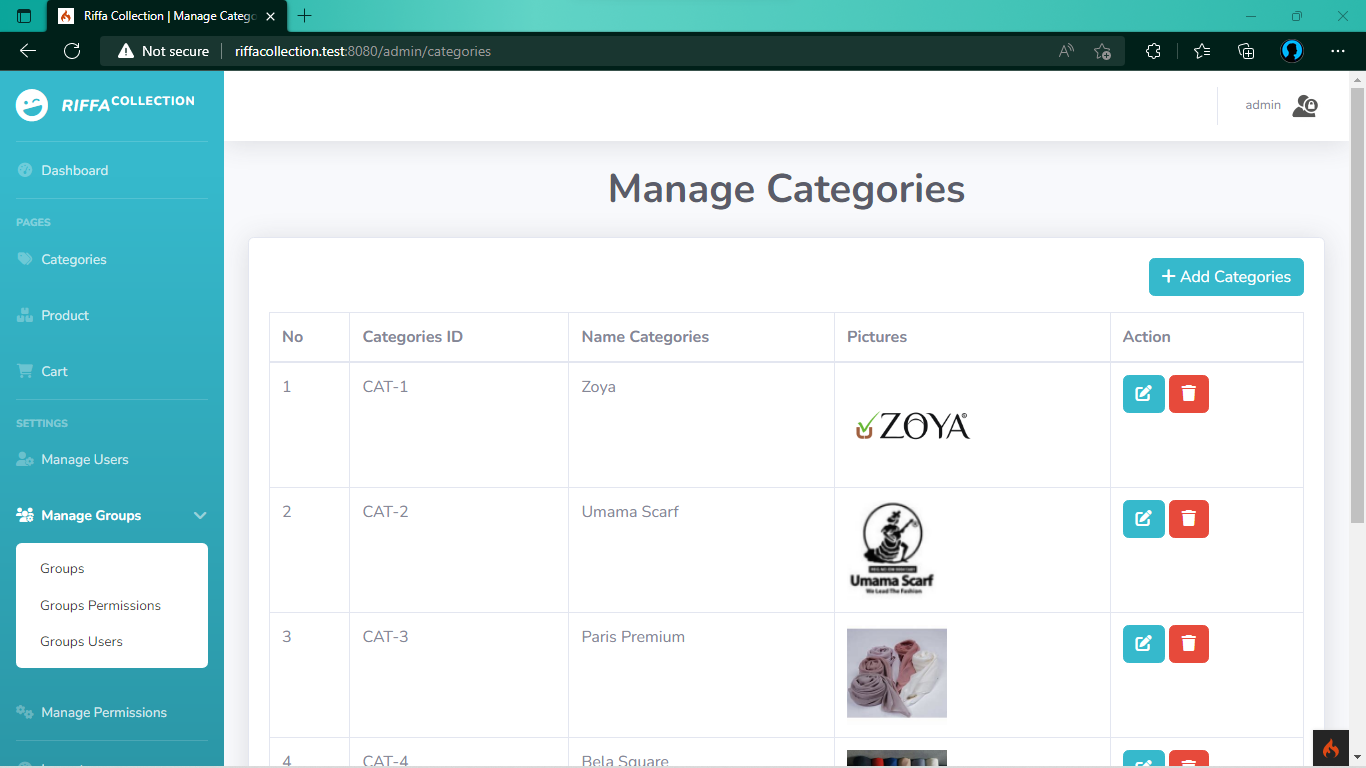 Riffa Collection | Manage Catego
Not secure
riffacollection.test:8080/admin/categories
RIFFA COLLECTION
admin
Dashboard
PAGES
Categories
Product
Cart
SETTINGS
Manage Users
Manage Groups
Groups
Groups Permissions
Groups Users
Manage Permissions
Manage Categories
+ Add Categories
No Categories ID Name Categories Pictures Action
1 CAT-1 Zoya
ZOYA®
2 CAT-2 Umama Scarf
Umama Scarf
We Lead The Fashion
3 CAT-3 Paris Premium
4 CAT-4 Bela Square